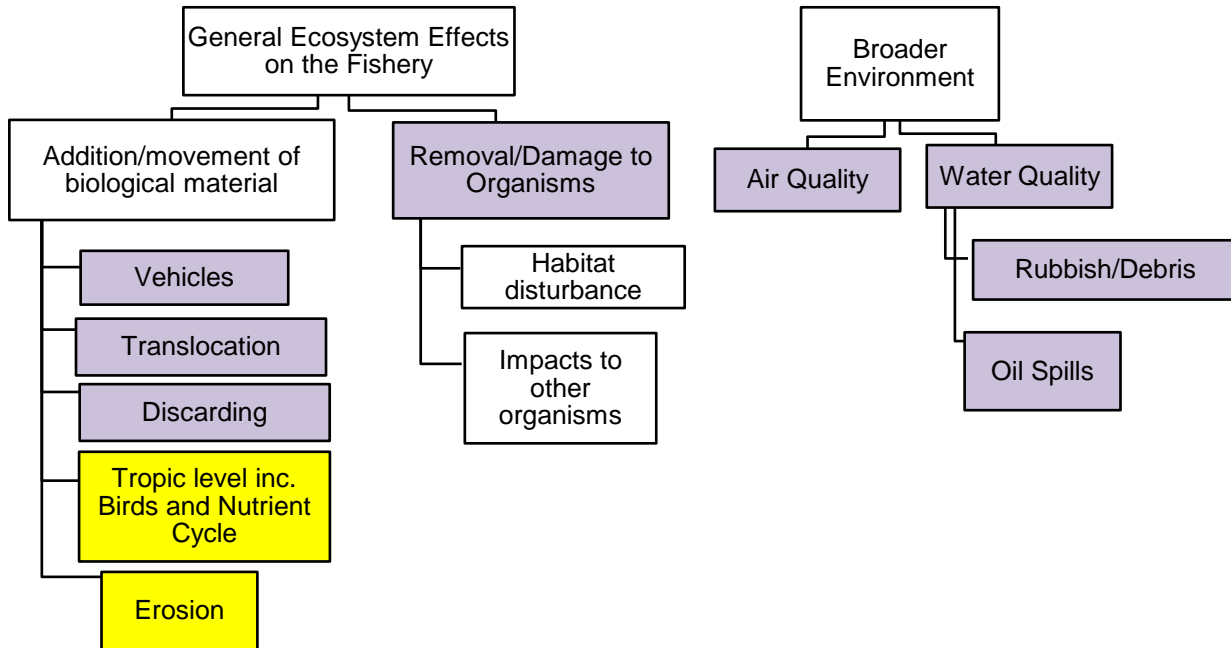 General Ecosystem Effects
on the Fishery
Addition/movement of
biological material
Vehicles
Translocation
Discarding
Tropic level inc.
Birds and Nutrient
Cycle
Erosion
Removal/Damage to
Organisms
Habitat
disturbance
Impacts to
other
organisms
Broader
Environment
Air Quality
Water Quality
Rubbish/Debris
Oil Spills